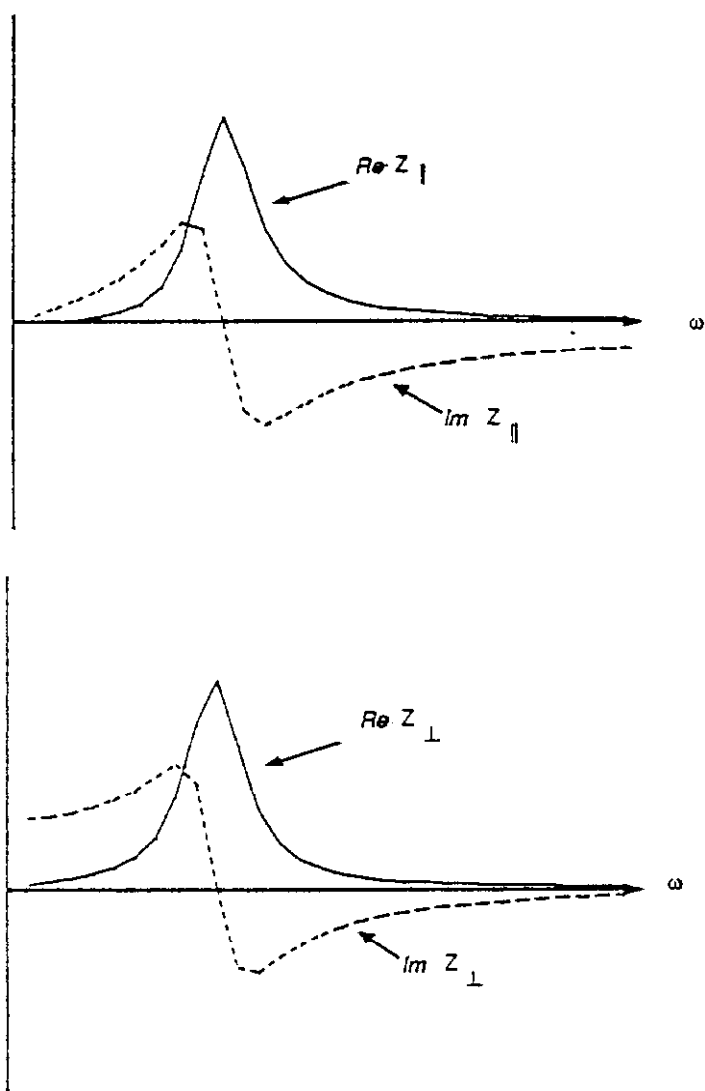 Re Z ∥
ω
Im Z ∥
Re Z ⊥
ω
Im Z ⊥